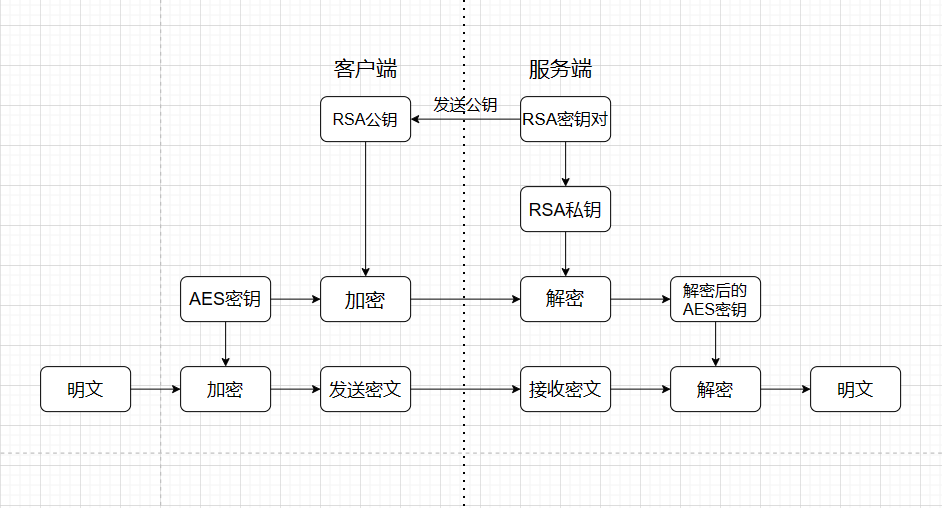 客户端
服务端
发送公钥
RSA公钥
RSA密钥对
RSA私钥
AES密钥
加密
解密
解密后的
AES密钥
明文
加密
发送密文
接收密文
解密
明文